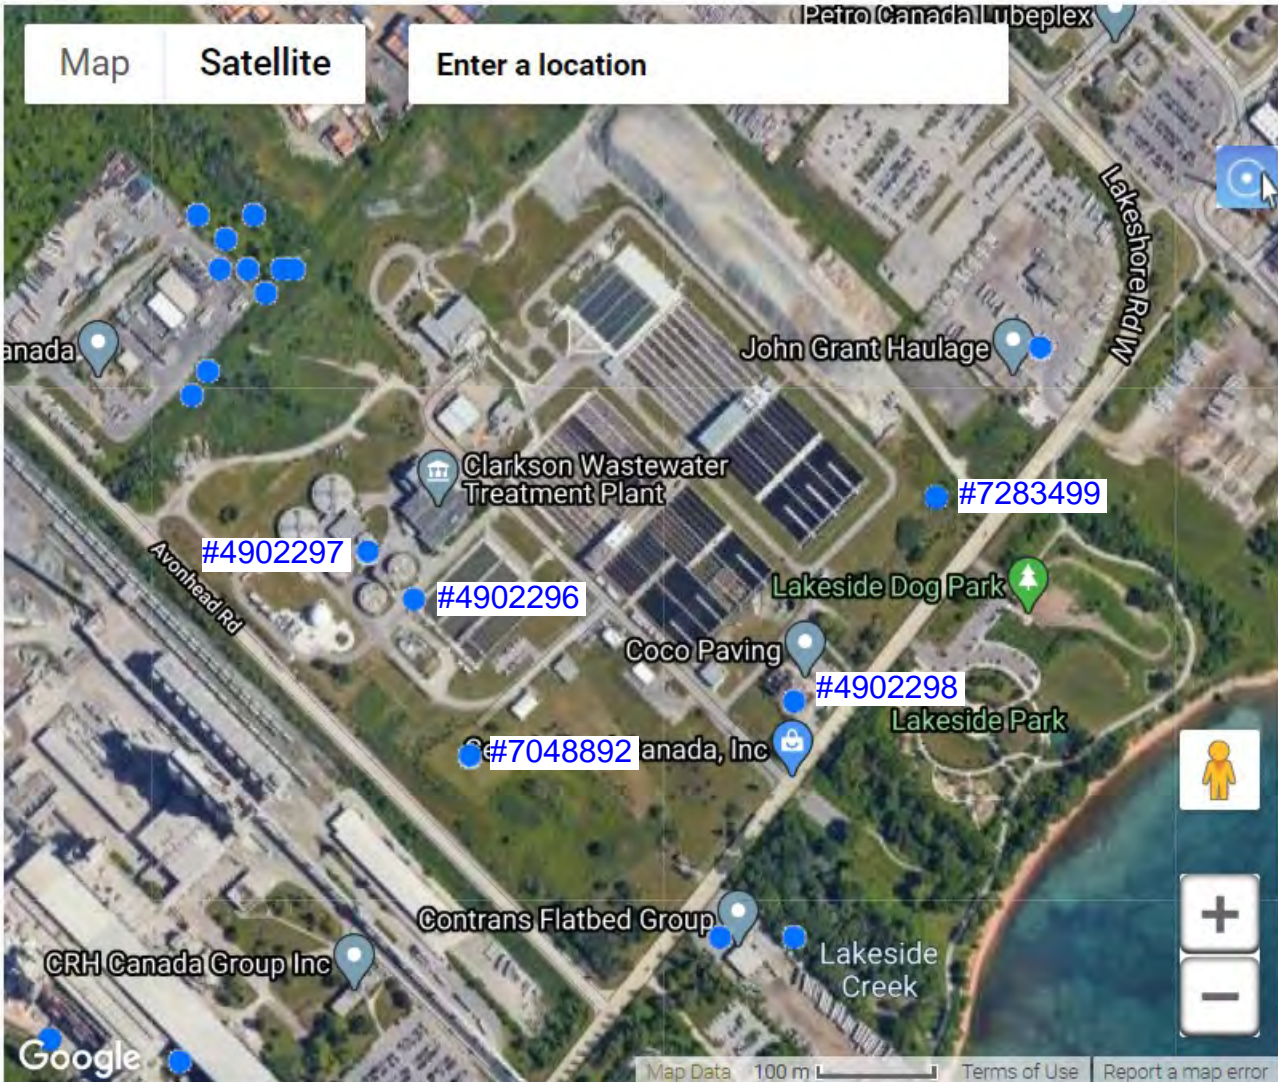 Petro Canada Lubeplex
Map
Satellite
Enter a location
Lakeshore Rd W
anada
John Grant Haulage
Clarkson Wastewater
Treatment Plant
#7283499
#4902297
#4902296
Avonhead Rd
Lakeside Dog Park
Coco Paving
#4902298
Lakeside Park
#7048892
anada, Inc
Contrans Flatbed Group
Lakeside
Creek
CRH Canada Group Inc
Google
Map Data
100 m
Terms of Use
Report a map error